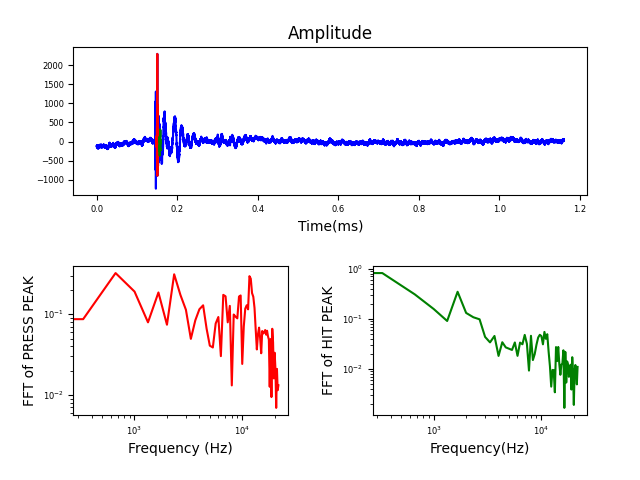 Amplitude
2000
1500
1000
500
0
−500
−1000
0.0 0.2 0.4 0.6 0.8 1.0 1.2
Time(ms)
FFT of PRESS PEAK
10⁻¹
10⁻²
10³ 10⁴
Frequency (Hz)
FFT of HIT PEAK
10⁰
10⁻¹
10⁻²
10³ 10⁴
Frequency(Hz)